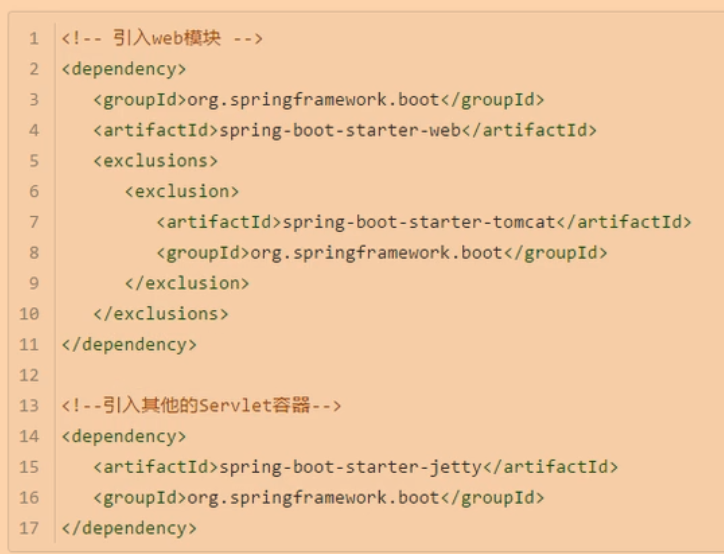 1 <!-- 引入web模块 -->
2 <dependency>
3 <groupId>org.springframework.boot</groupId>
4 <artifactId>spring-boot-starter-web</artifactId>
5 <exclusions>
6 <exclusion>
7 <artifactId>spring-boot-starter-tomcat</artifactId>
8 <groupId>org.springframework.boot</groupId>
9 </exclusion>
10 </exclusions>
11 </dependency>
12
13 <!--引入其他的Servlet容器-->
14 <dependency>
15 <artifactId>spring-boot-starter-jetty</artifactId>
16 <groupId>org.springframework.boot</groupId>
17 </dependency>